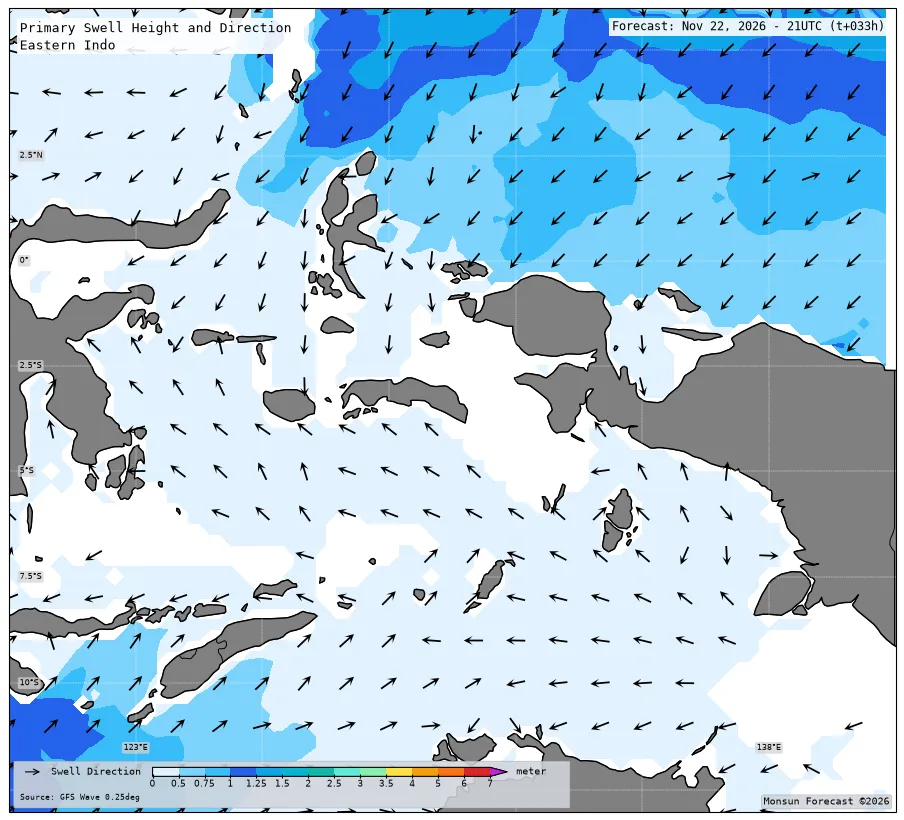 Primary Swell Height and Direction
Eastern Indo
Forecast: Nov 22, 2026 - 21UTC (t+033h)
2.5°N
0°
2.5°S
5°S
7.5°S
10°S
123°E
138°E
Swell Direction
meter
0 0.5 0.75 1 1.25 1.5 2 2.5 3 3.5 4 5 6 7
Source: GFS Wave 0.25deg
Monsun Forecast ©2026